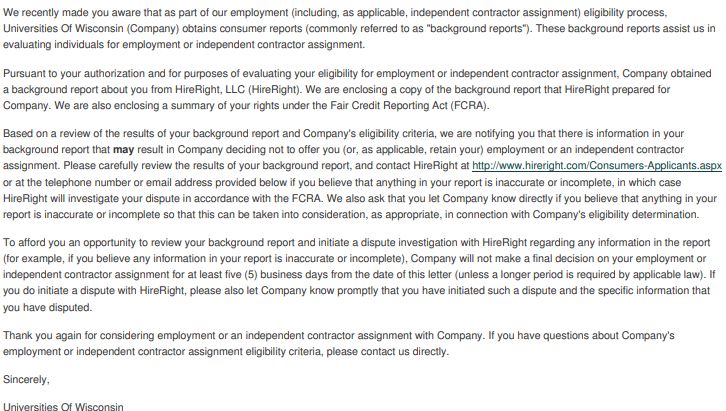 We recently made you aware that as part of our employment (including, as applicable, independent contractor assignment) eligibility process,
Universities Of Wisconsin (Company) obtains consumer reports (commonly referred to as "background reports"). These background reports assist us in
evaluating individuals for employment or independent contractor assignment.
Pursuant to your authorization and for purposes of evaluating your eligibility for employment or independent contractor assignment, Company obtained
a background report about you from HireRight, LLC (HireRight). We are enclosing a copy of the background report that HireRight prepared for
Company. We are also enclosing a summary of your rights under the Fair Credit Reporting Act (FCRA).
Based on a review of the results of your background report and Company's eligibility criteria, we are notifying you that there is information in your
background report that may result in Company deciding not to offer you (or, as applicable, retain your) employment or an independent contractor
assignment. Please carefully review the results of your background report, and contact HireRight at http://www.hireright.com/Consumers-Applicants.aspx
or at the telephone number or email address provided below if you believe that anything in your report is inaccurate or incomplete, in which case
HireRight will investigate your dispute in accordance with the FCRA. We also ask that you let Company know directly if you believe that anything in your
report is inaccurate or incomplete so that this can be taken into consideration, as appropriate, in connection with Company's eligibility determination.
To afford you an opportunity to review your background report and initiate a dispute investigation with HireRight regarding any information in the report
(for example, if you believe any information in your report is inaccurate or incomplete), Company will not make a final decision on your employment or
independent contractor assignment for at least five (5) business days from the date of this letter (unless a longer period is required by applicable law). If
you do initiate a dispute with HireRight, please also let Company know promptly that you have initiated such a dispute and the specific information that
you have disputed.
Thank you again for considering employment or an independent contractor assignment with Company. If you have questions about Company's
employment or independent contractor assignment eligibility criteria, please contact us directly.
Sincerely,
Universities Of Wisconsin